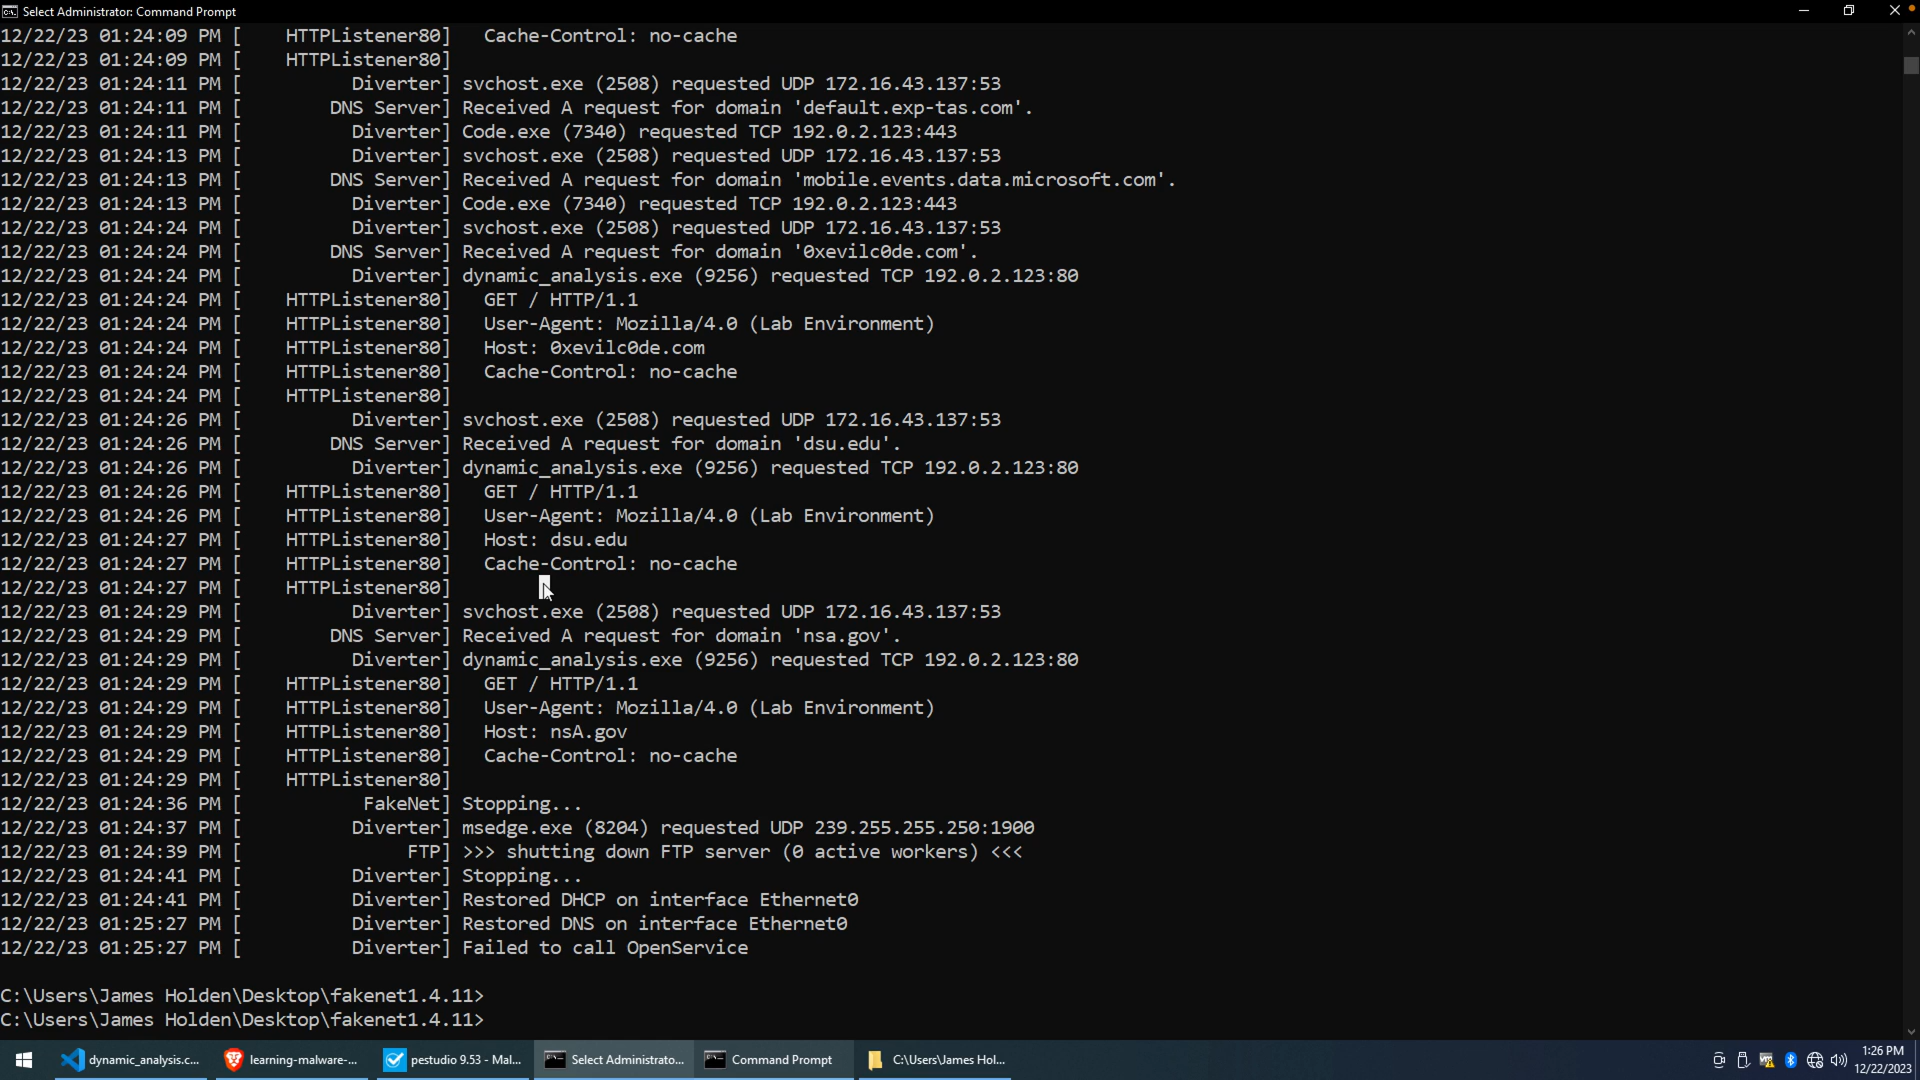 Select Administrator: Command Prompt
12/22/23 01:24:09 PM [    HTTPListener80]   Cache-Control: no-cache
12/22/23 01:24:09 PM [    HTTPListener80]
12/22/23 01:24:11 PM [          Diverter] svchost.exe (2508) requested UDP 172.16.43.137:53
12/22/23 01:24:11 PM [        DNS Server] Received A request for domain 'default.exp-tas.com'.
12/22/23 01:24:11 PM [          Diverter] Code.exe (7340) requested TCP 192.0.2.123:443
12/22/23 01:24:13 PM [          Diverter] svchost.exe (2508) requested UDP 172.16.43.137:53
12/22/23 01:24:13 PM [        DNS Server] Received A request for domain 'mobile.events.data.microsoft.com'.
12/22/23 01:24:13 PM [          Diverter] Code.exe (7340) requested TCP 192.0.2.123:443
12/22/23 01:24:24 PM [          Diverter] svchost.exe (2508) requested UDP 172.16.43.137:53
12/22/23 01:24:24 PM [        DNS Server] Received A request for domain '0xevilc0de.com'.
12/22/23 01:24:24 PM [          Diverter] dynamic_analysis.exe (9256) requested TCP 192.0.2.123:80
12/22/23 01:24:24 PM [    HTTPListener80]   GET / HTTP/1.1
12/22/23 01:24:24 PM [    HTTPListener80]   User-Agent: Mozilla/4.0 (Lab Environment)
12/22/23 01:24:24 PM [    HTTPListener80]   Host: 0xevilc0de.com
12/22/23 01:24:24 PM [    HTTPListener80]   Cache-Control: no-cache
12/22/23 01:24:24 PM [    HTTPListener80]
12/22/23 01:24:26 PM [          Diverter] svchost.exe (2508) requested UDP 172.16.43.137:53
12/22/23 01:24:26 PM [        DNS Server] Received A request for domain 'dsu.edu'.
12/22/23 01:24:26 PM [          Diverter] dynamic_analysis.exe (9256) requested TCP 192.0.2.123:80
12/22/23 01:24:26 PM [    HTTPListener80]   GET / HTTP/1.1
12/22/23 01:24:26 PM [    HTTPListener80]   User-Agent: Mozilla/4.0 (Lab Environment)
12/22/23 01:24:27 PM [    HTTPListener80]   Host: dsu.edu
12/22/23 01:24:27 PM [    HTTPListener80]   Cache-Control: no-cache
12/22/23 01:24:27 PM [    HTTPListener80]
12/22/23 01:24:29 PM [          Diverter] svchost.exe (2508) requested UDP 172.16.43.137:53
12/22/23 01:24:29 PM [        DNS Server] Received A request for domain 'nsa.gov'.
12/22/23 01:24:29 PM [          Diverter] dynamic_analysis.exe (9256) requested TCP 192.0.2.123:80
12/22/23 01:24:29 PM [    HTTPListener80]   GET / HTTP/1.1
12/22/23 01:24:29 PM [    HTTPListener80]   User-Agent: Mozilla/4.0 (Lab Environment)
12/22/23 01:24:29 PM [    HTTPListener80]   Host: nsA.gov
12/22/23 01:24:29 PM [    HTTPListener80]   Cache-Control: no-cache
12/22/23 01:24:29 PM [    HTTPListener80]
12/22/23 01:24:36 PM [           FakeNet] Stopping...
12/22/23 01:24:37 PM [          Diverter] msedge.exe (8204) requested UDP 239.255.255.250:1900
12/22/23 01:24:39 PM [               FTP] >>> shutting down FTP server (0 active workers) <<<
12/22/23 01:24:41 PM [          Diverter] Stopping...
12/22/23 01:24:41 PM [          Diverter] Restored DHCP on interface Ethernet0
12/22/23 01:25:27 PM [          Diverter] Restored DNS on interface Ethernet0
12/22/23 01:25:27 PM [          Diverter] Failed to call OpenService
C:\Users\James Holden\Desktop\fakenet1.4.11>
C:\Users\James Holden\Desktop\fakenet1.4.11>
dynamic_analysis.c...
learning-malware-...
pestudio 9.53 - Mal...
Select Administrato...
Command Prompt
C:\Users\James Hol...
1:26 PM
12/22/2023